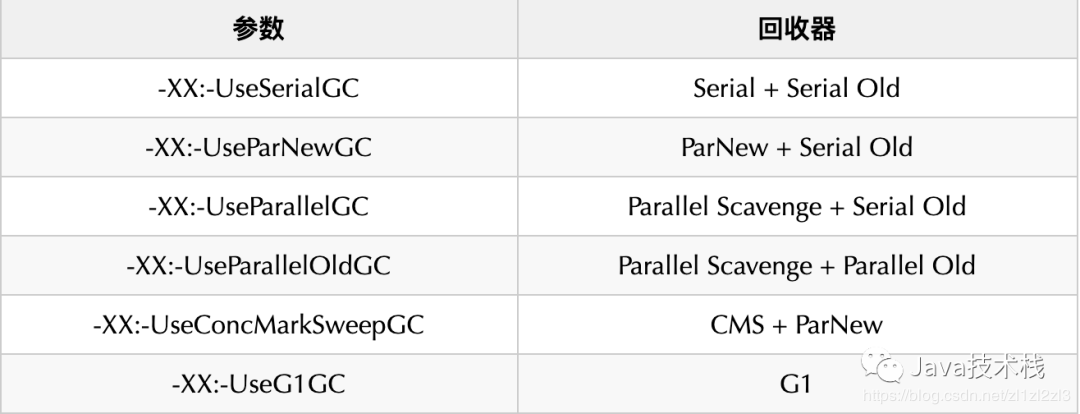 参数 回收器
-XX:-UseSerialGC Serial + Serial Old
-XX:-UseParNewGC ParNew + Serial Old
-XX:-UseParallelGC Parallel Scavenge + Serial Old
-XX:-UseParallelOldGC Parallel Scavenge + Parallel Old
-XX:-UseConcMarkSweepGC CMS + ParNew
-XX:-UseG1GC G1
Java技术栈
https://blog.csdn.net/zl1zl2zl3